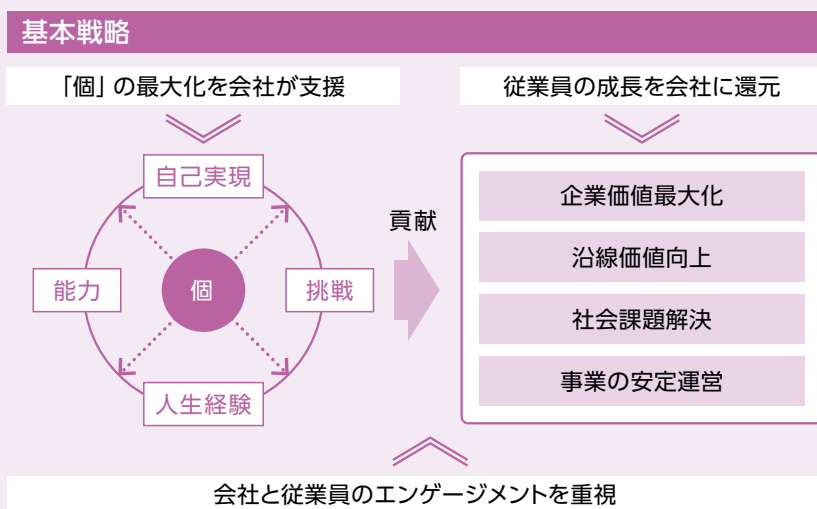 基本戦略
「個」の最大化を会社が支援
従業員の成長を会社に還元
自己実現
能力
個
挑戦
人生経験
貢献
企業価値最大化
沿線価値向上
社会課題解決
事業の安定運営
会社と従業員のエンゲージメントを重視